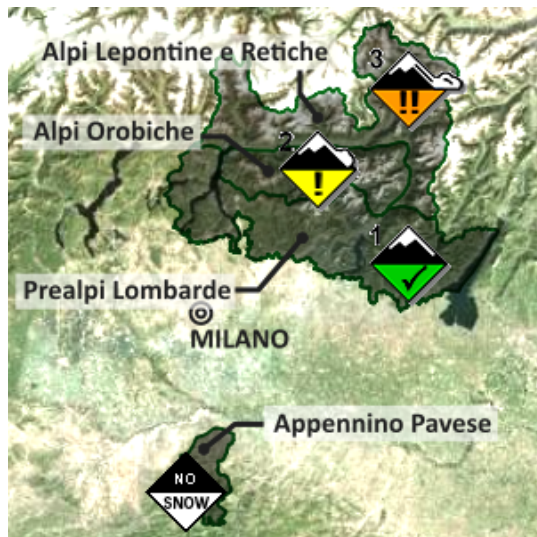 Alpi Lepontine e Retiche
3
!!
Alpi Orobiche
2
!
1
Prealpi Lombarde
MILANO
Appennino Pavese
NO
SNOW